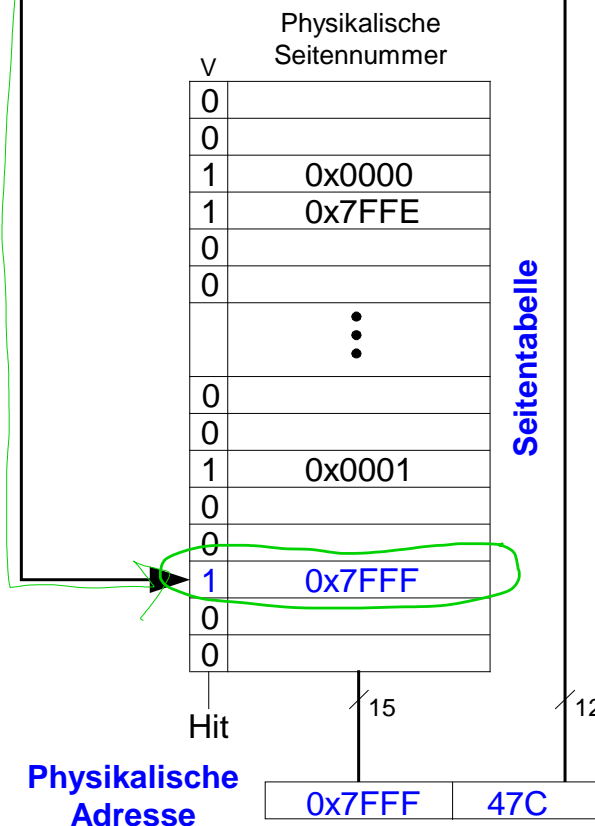 Physikalische
Seitennummer
V
0
0
1 0x0000
1 0x7FFE
0
0
0
0
1 0x0001
0
0
1 0x7FFF
0
0
Seitentabelle
Hit
15
12
Physikalische
Adresse
0x7FFF 47C